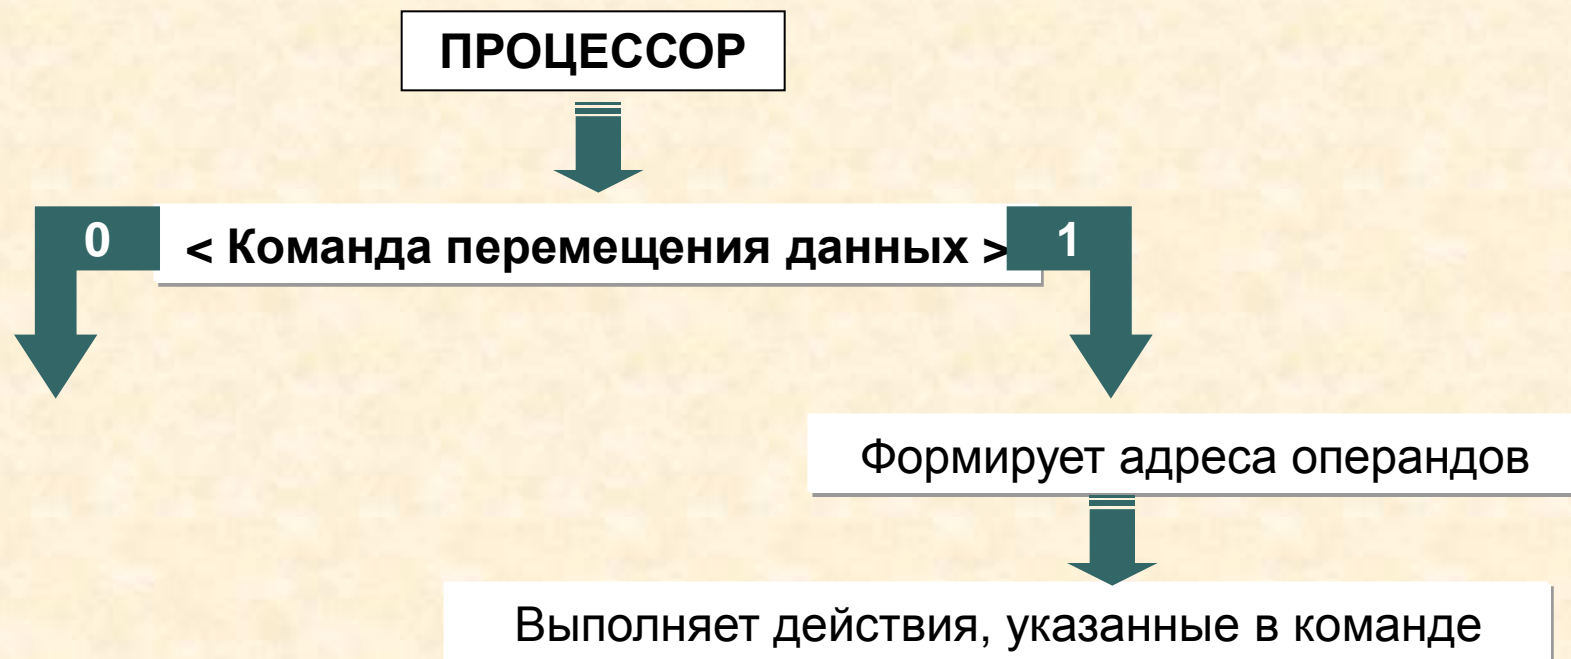 ПРОЦЕССОР
0
< Команда перемещения данных >
1
Формирует адреса операндов
Выполняет действия, указанные в команде